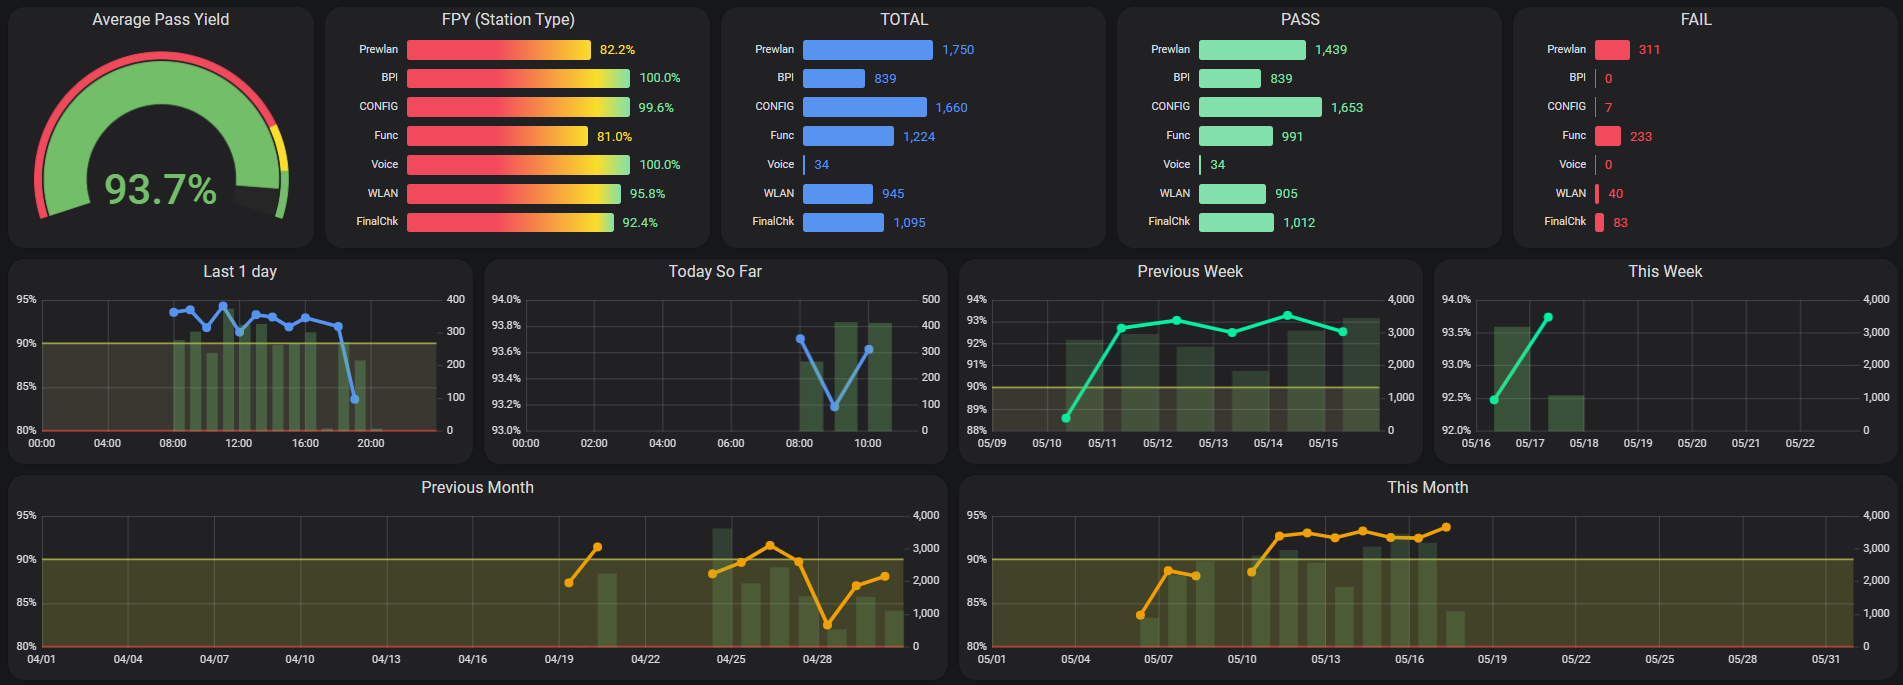 Average Pass Yield
93.7%
FPY (Station Type)
Prewlan 82.2%
BPI 100.0%
CONFIG 99.6%
Func 81.0%
Voice 100.0%
WLAN 95.8%
FinalChk 92.4%
TOTAL
Prewlan 1,750
BPI 839
CONFIG 1,660
Func 1,224
Voice 34
WLAN 945
FinalChk 1,095
PASS
Prewlan 1,439
BPI 839
CONFIG 1,653
Func 991
Voice 34
WLAN 905
FinalChk 1,012
FAIL
Prewlan 311
BPI 0
CONFIG 7
Func 233
Voice 0
WLAN 40
FinalChk 83
Last 1 day
95% 400
300
90%
200
85%
100
80% 0
00:00 04:00 08:00 12:00 16:00 20:00
Today So Far
94.0% 500
93.8% 400
93.6% 300
93.4% 200
93.2% 100
93.0% 0
00:00 02:00 04:00 06:00 08:00 10:00
Previous Week
94% 4,000
93%
3,000
92%
91% 2,000
90%
1,000
89%
88% 0
05/09 05/10 05/11 05/12 05/13 05/14 05/15
This Week
94.0% 4,000
93.5% 3,000
93.0% 2,000
92.5% 1,000
92.0% 0
05/16 05/17 05/18 05/19 05/20 05/21 05/22
Previous Month
95% 4,000
3,000
90%
2,000
85%
1,000
80% 0
04/01 04/04 04/07 04/10 04/13 04/16 04/19 04/22 04/25 04/28
This Month
95% 4,000
3,000
90%
2,000
85%
1,000
80% 0
05/01 05/04 05/07 05/10 05/13 05/16 05/19 05/22 05/25 05/28 05/31